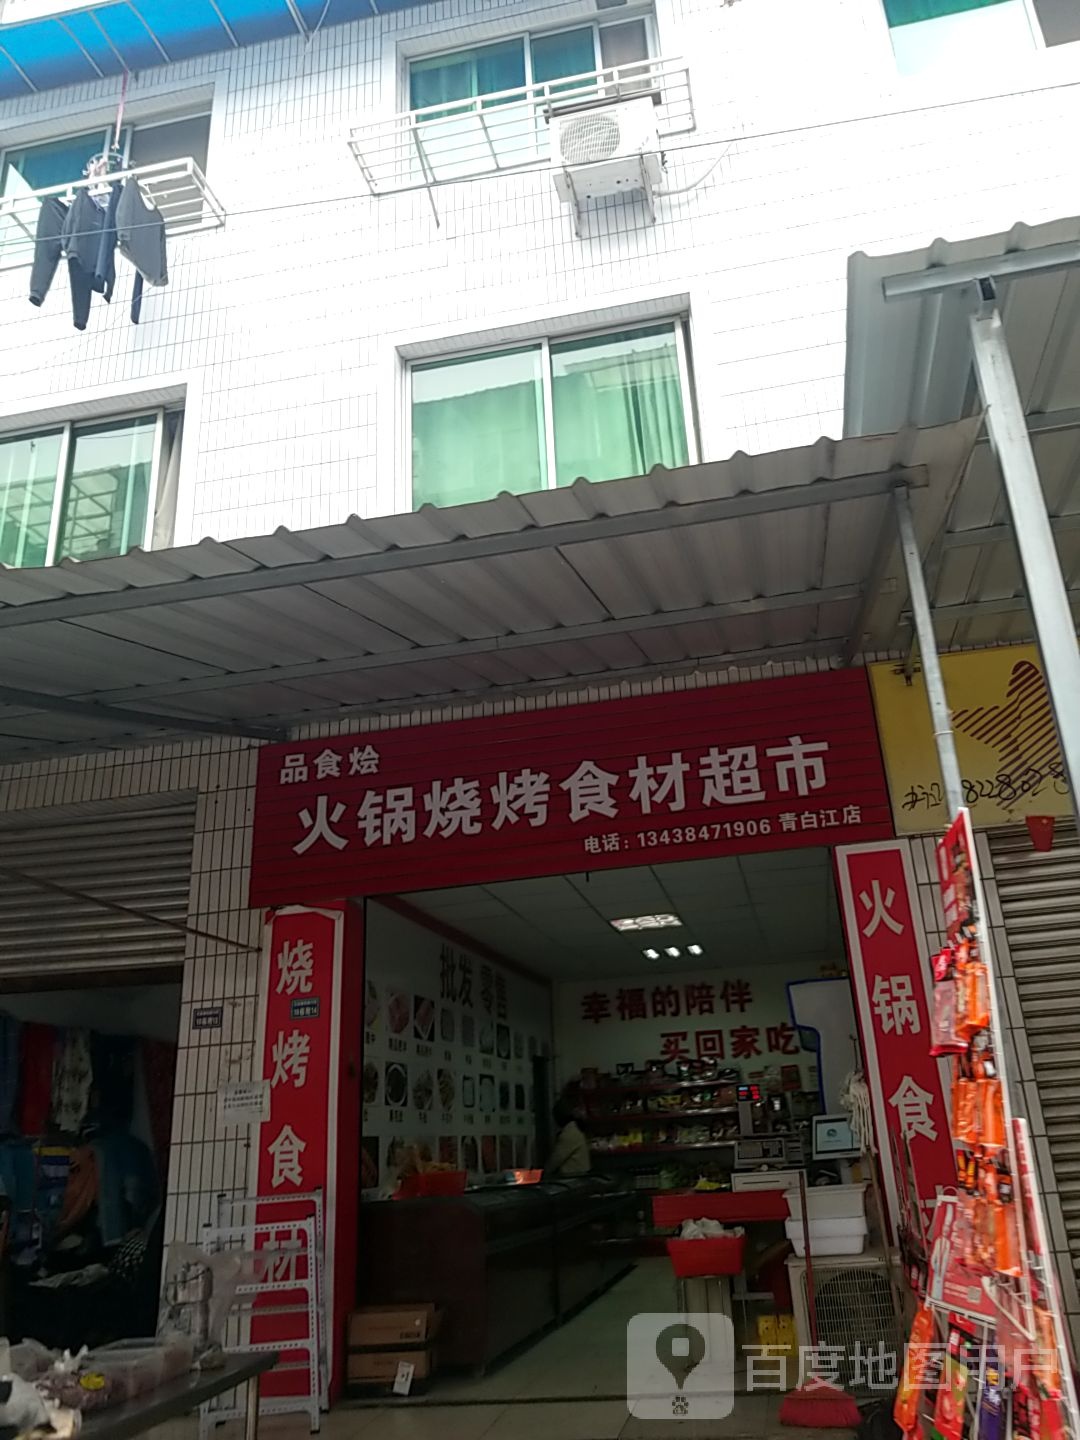 品食烩
火锅烧烤食材超市
电话：13438471906 青白江店
烧烤食材
火锅食材
批发零售
幸福的陪伴
买回家吃
百度地图用户